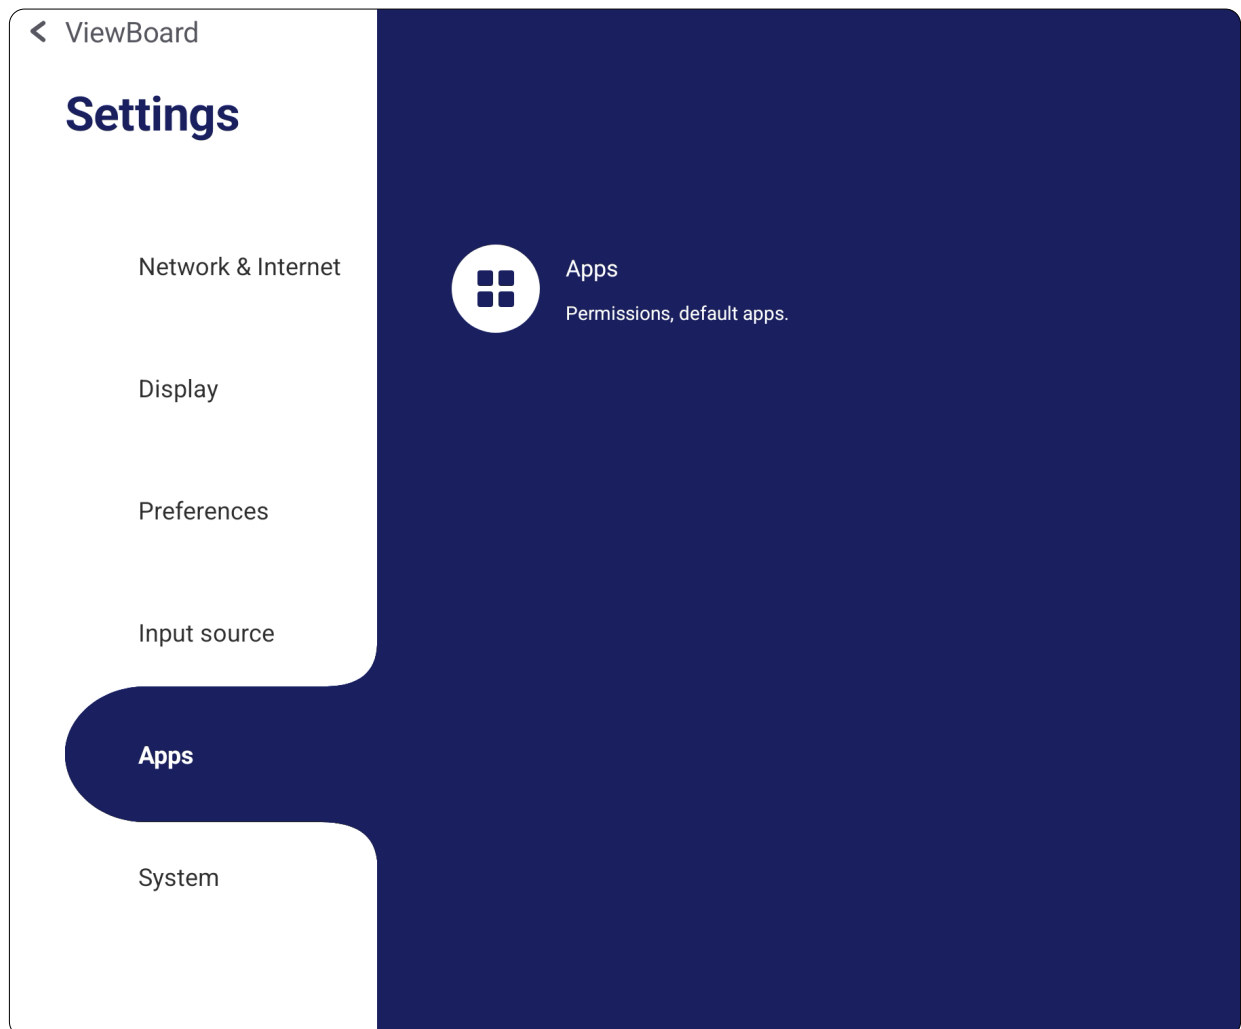 ViewBoard
Settings
Network & Internet
Display
Preferences
Input source
Apps
System
Apps
Permissions, default apps.